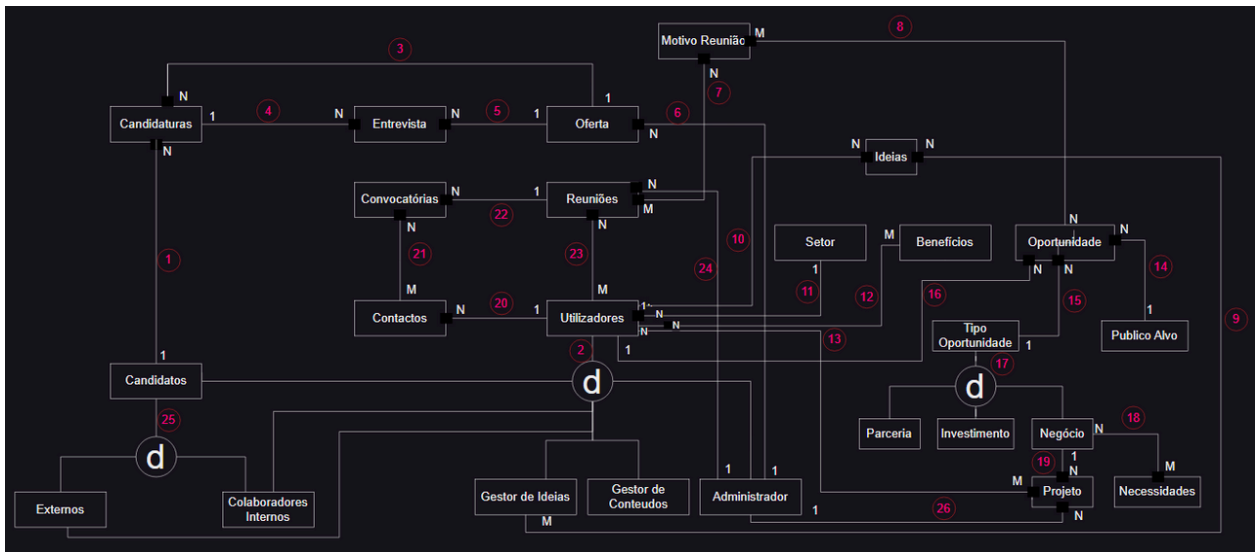 8
Motivo Reunião
M
3
N
7
N
4
5
1
6
Candidaturas
1
N
Entrevista
N
1
Oferta
N
N
N
Ideias
N
Convocatórias
N
1
Reuniões
N
M
22
N
N
10
Setor
M
Benefícios
N
Oportunidade
N
1
21
23
24
1
11
12
16
N
N
14
15
M
M
9
20
Contactos
N
1
Utilizadores
1
N
N
N
13
Tipo
Oportunidade
1
1
Publico Alvo
2
1
17
1
Candidatos
d
d
25
Parceria
Investimento
Negócio
N
18
d
1
19
N
M
1
1
M
Externos
Colaboradores
Internos
Gestor de Ideias
Gestor de
Conteudos
Administrador
Projeto
Necessidades
M
1
26
N